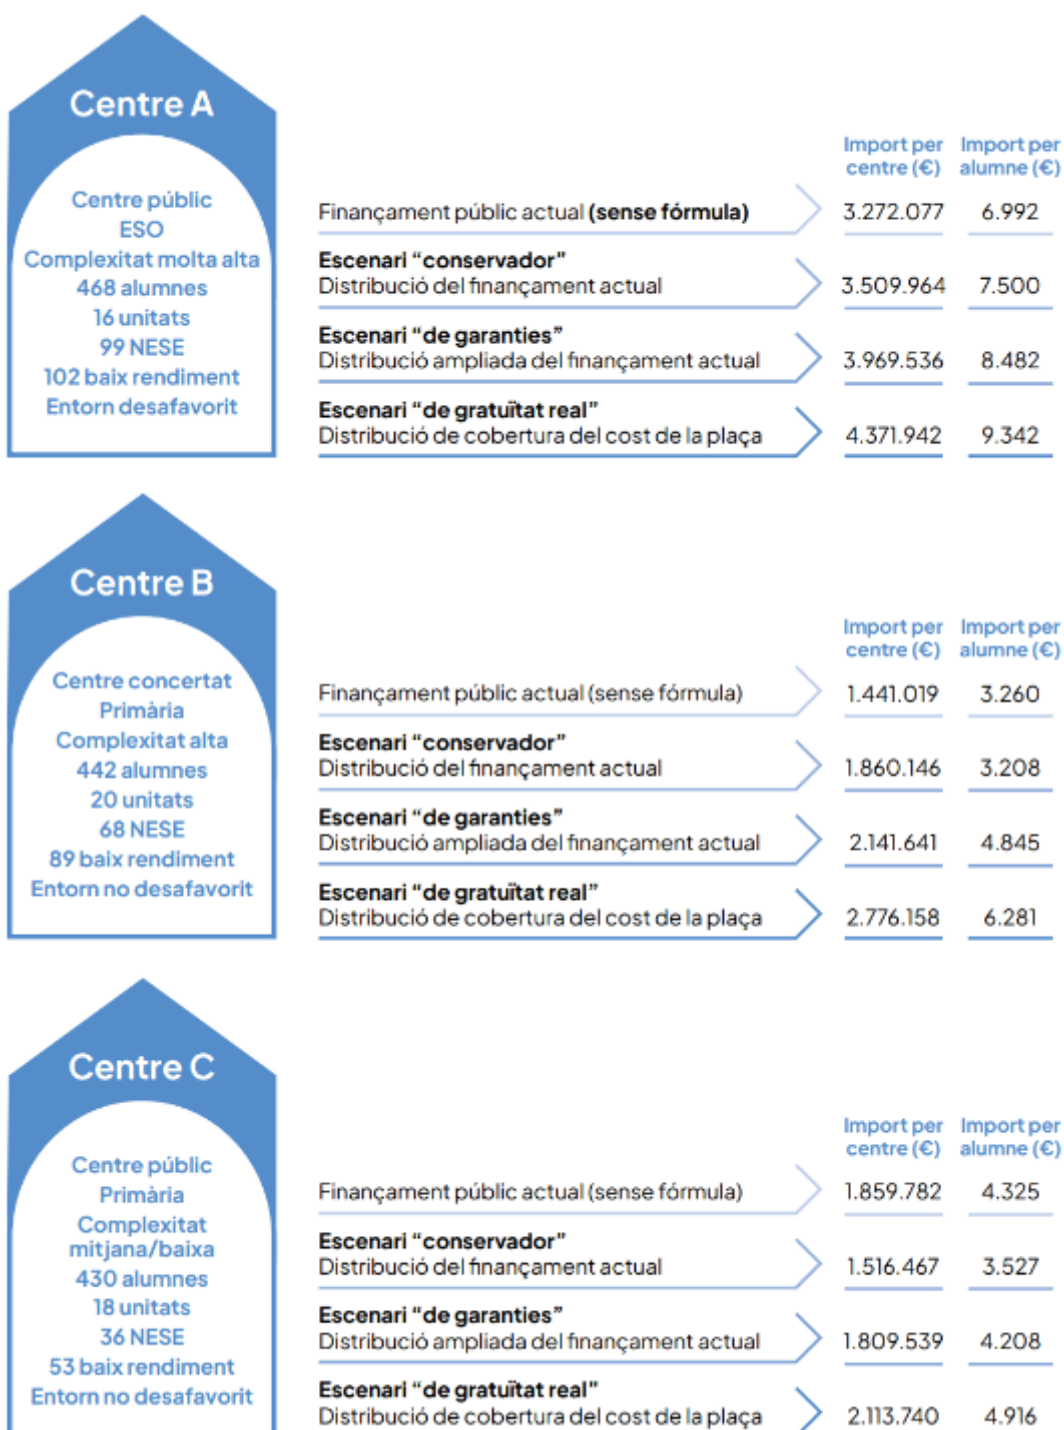 Centre A
Centre públic
ESO
Complexitat molta alta
468 alumnes
16 unitats
99 NESE
102 baix rendiment
Entorn desafavorit
Import per centre (€) Import per alumne (€)
Finançament públic actual (sense fórmula) 3.272.077 6.992
Escenari “conservador”
Distribució del finançament actual 3.509.964 7.500
Escenari “de garanties”
Distribució ampliada del finançament actual 3.969.536 8.482
Escenari “de gratuïtat real”
Distribució de cobertura del cost de la plaça 4.371.942 9.342
Centre B
Centre concertat
Primària
Complexitat alta
442 alumnes
20 unitats
68 NESE
89 baix rendiment
Entorn no desafavorit
Import per centre (€) Import per alumne (€)
Finançament públic actual (sense fórmula) 1.441.019 3.260
Escenari “conservador”
Distribució del finançament actual 1.860.146 3.208
Escenari “de garanties”
Distribució ampliada del finançament actual 2.141.641 4.845
Escenari “de gratuïtat real”
Distribució de cobertura del cost de la plaça 2.776.158 6.281
Centre C
Centre públic
Primària
Complexitat
mitjana/baixa
430 alumnes
18 unitats
36 NESE
53 baix rendiment
Entorn no desafavorit
Import per centre (€) Import per alumne (€)
Finançament públic actual (sense fórmula) 1.859.782 4.325
Escenari “conservador”
Distribució del finançament actual 1.516.467 3.527
Escenari “de garanties”
Distribució ampliada del finançament actual 1.809.539 4.208
Escenari “de gratuïtat real”
Distribució de cobertura del cost de la plaça 2.113.740 4.916